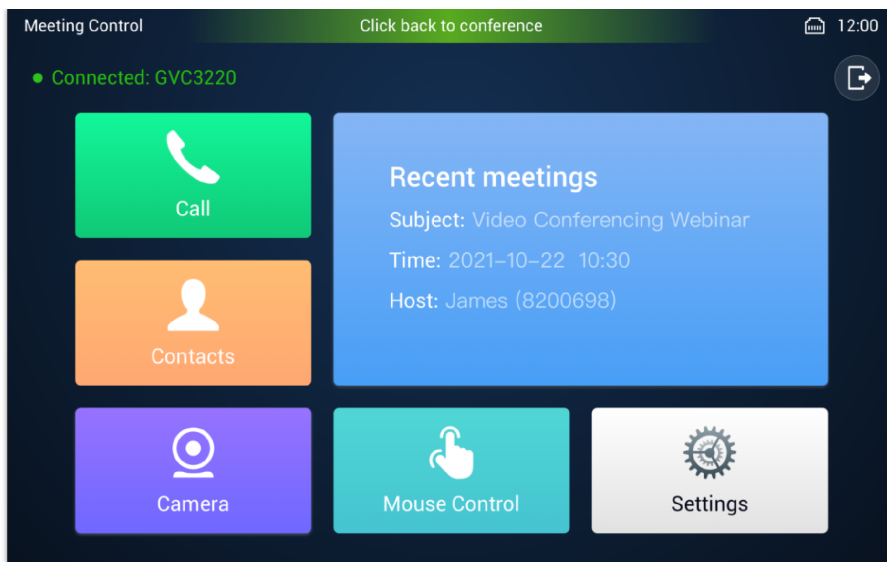 Meeting Control
Click back to conference
12:00
Connected: GVC3220
Call
Recent meetings
Subject: Video Conferencing Webinar
Time: 2021-10-22 10:30
Host: James (8200698)
Contacts
Camera
Mouse Control
Settings